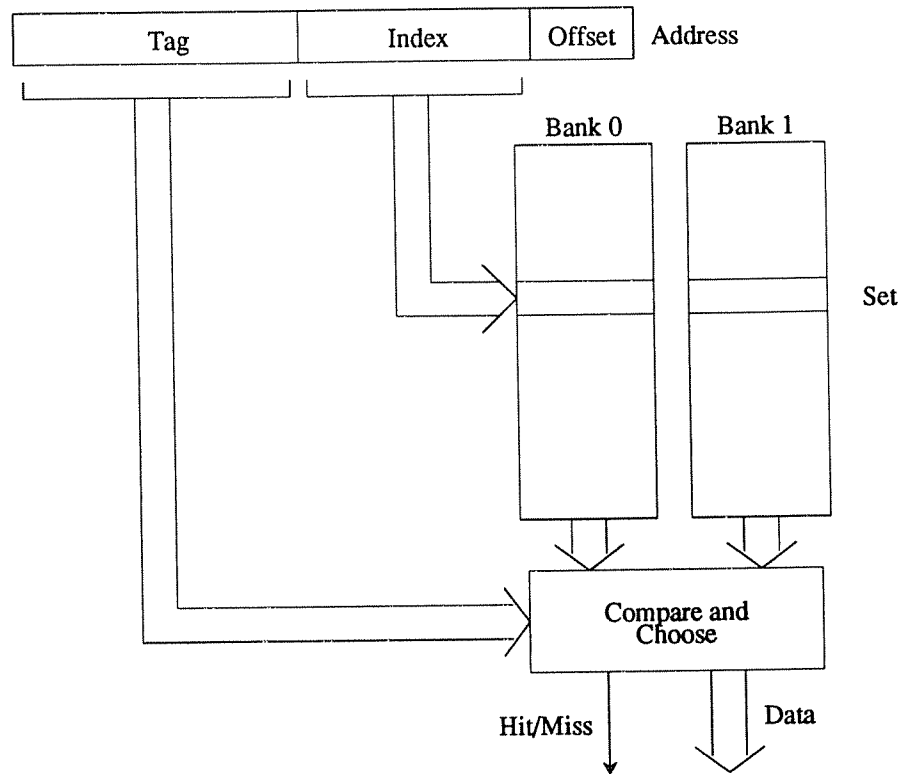 Tag Index Offset Address
Bank 0 Bank 1
Set
Compare and
Choose
Hit/Miss Data